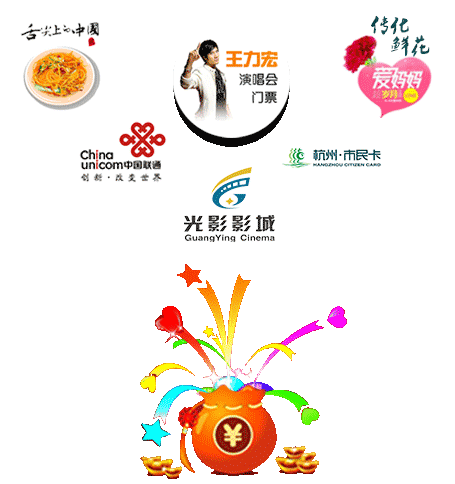 舌尖上的中國
王力宏
演唱会
门票
传化
鲜花
爱妈妈
China
unicom中国联通
创新·改变世界
杭州·市民卡
HANGZHOU CITIZEN CARD
光影影城
GuangYing Cinema
¥